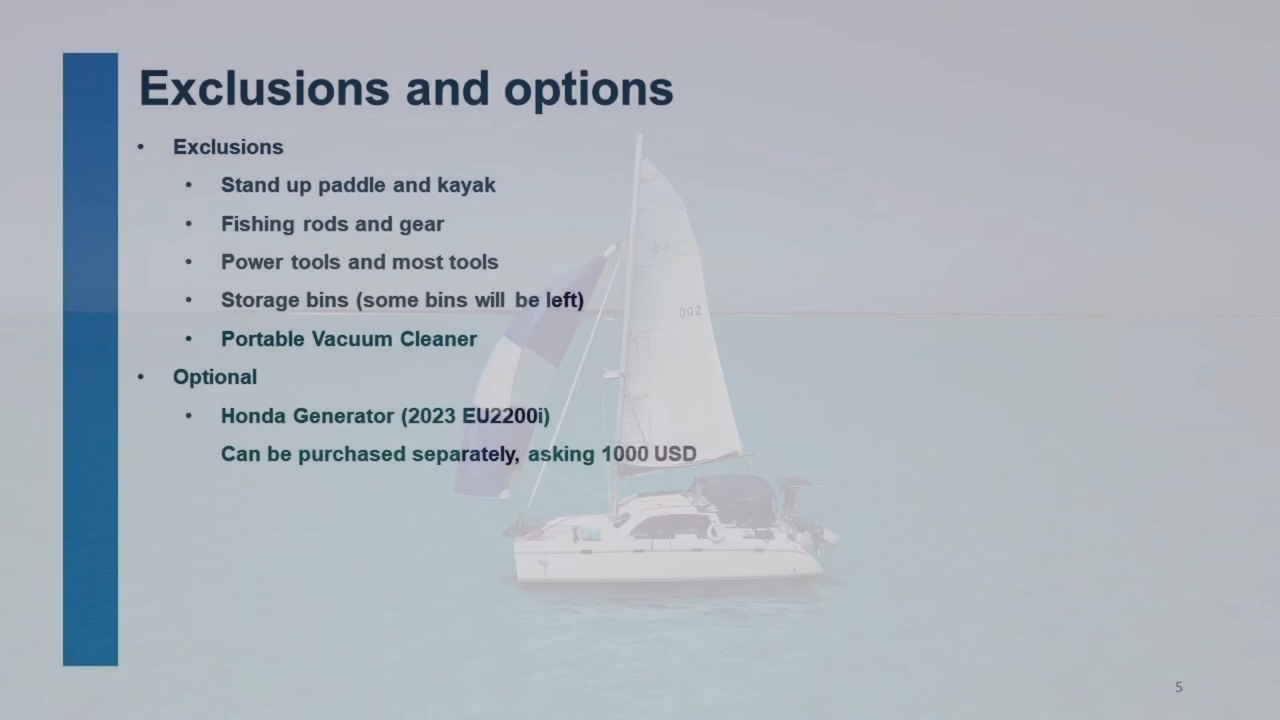 Exclusions and options
• Exclusions
• Stand up paddle and kayak
• Fishing rods and gear
• Power tools and most tools
• Storage bins (some bins will be left)
• Portable Vacuum Cleaner
• Optional
• Honda Generator (2023 EU2200i)
Can be purchased separately, asking 1000 USD
002
5